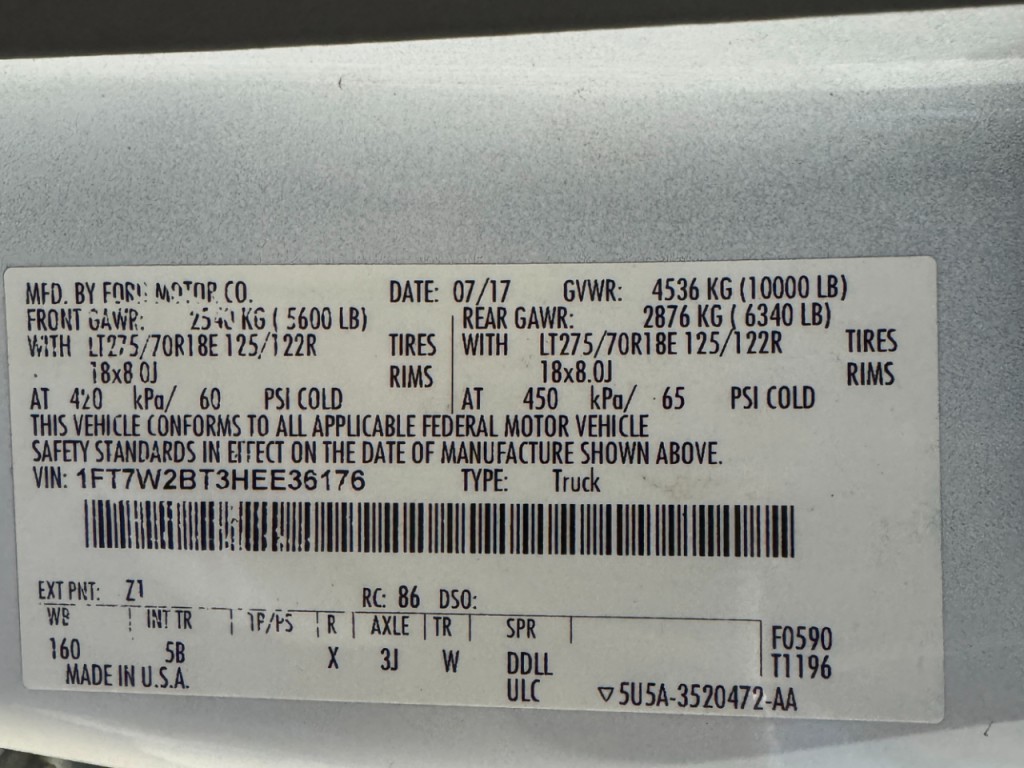 MFD. BY FORD MOTOR CO. DATE: 07/17 GVWR: 4536 KG (10000 LB)
FRONT GAWR: 2540 KG ( 5600 LB) REAR GAWR: 2876 KG ( 6340 LB)
WITH LT275/70R18E 125/122R TIRES WITH LT275/70R18E 125/122R TIRES
18x8.0J RIMS 18x8.0J RIMS
AT 420 kPa/ 60 PSI COLD AT 450 kPa/ 65 PSI COLD
THIS VEHICLE CONFORMS TO ALL APPLICABLE FEDERAL MOTOR VEHICLE
SAFETY STANDARDS IN EFFECT ON THE DATE OF MANUFACTURE SHOWN ABOVE.
VIN: 1FT7W2BT3HEE36176 TYPE: Truck
EXT PNT: Z1 RC: 86 DSO:
WB INT TR TP/PS R AXLE TR SPR F0590
160 5B X 3J W DDLL T1196
MADE IN U.S.A. ULC ▽5U5A-3520472-AA